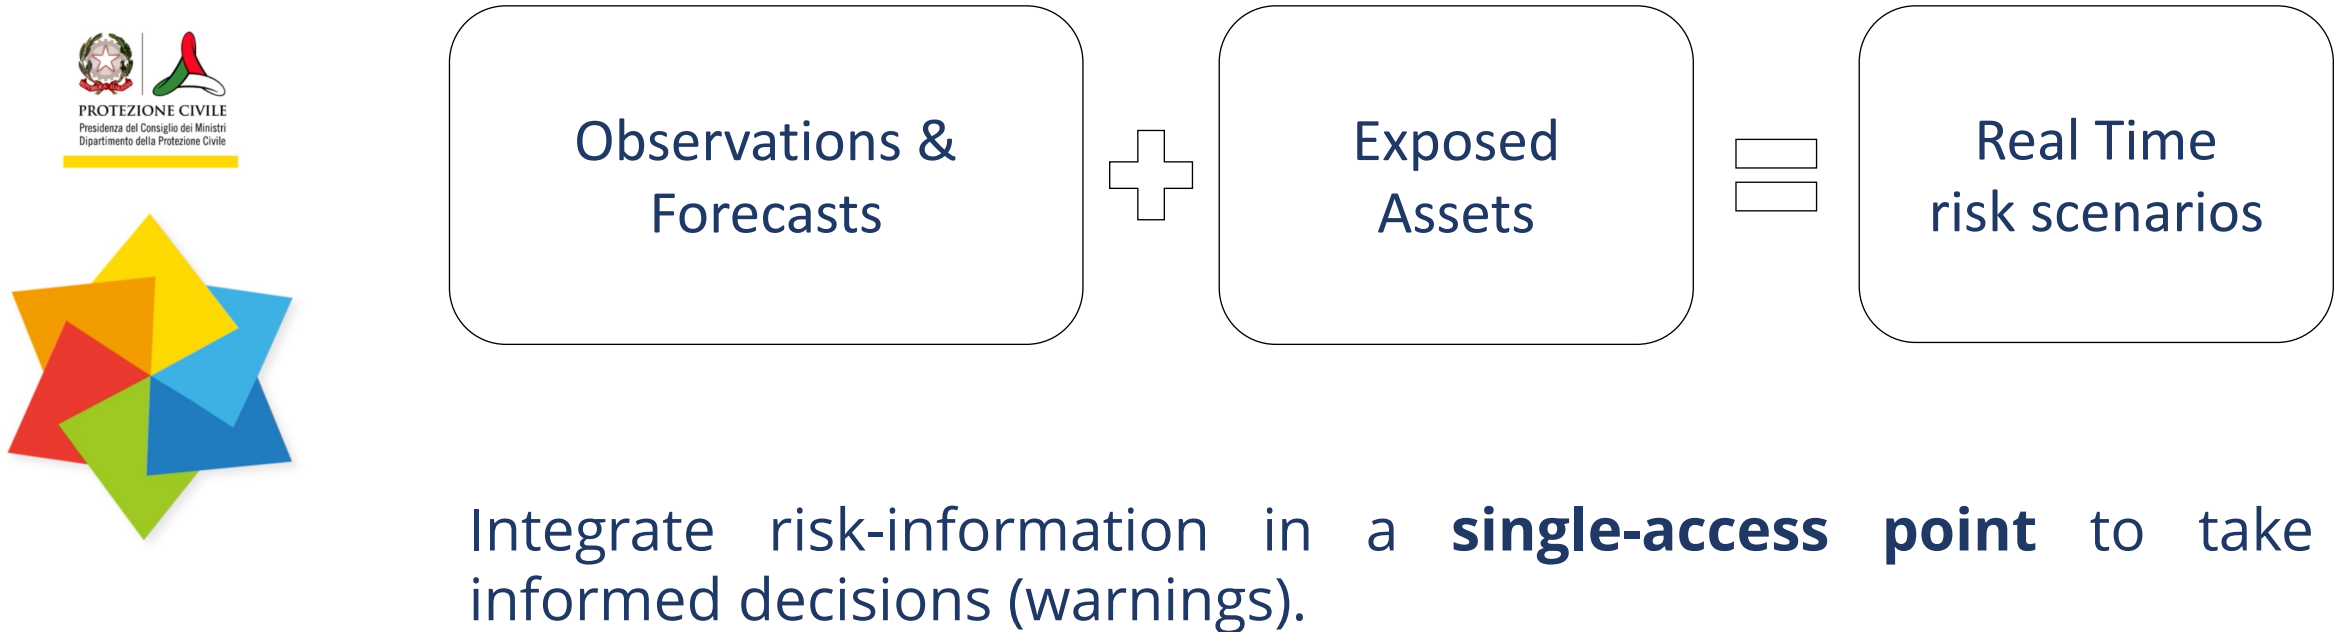 PROTEZIONE CIVILE
Presidenza del Consiglio dei Ministri
Dipartimento della Protezione Civile
Observations &
Forecasts
Exposed
Assets
Real Time
risk scenarios
Integrate risk-information in a single-access point to take
informed decisions (warnings).